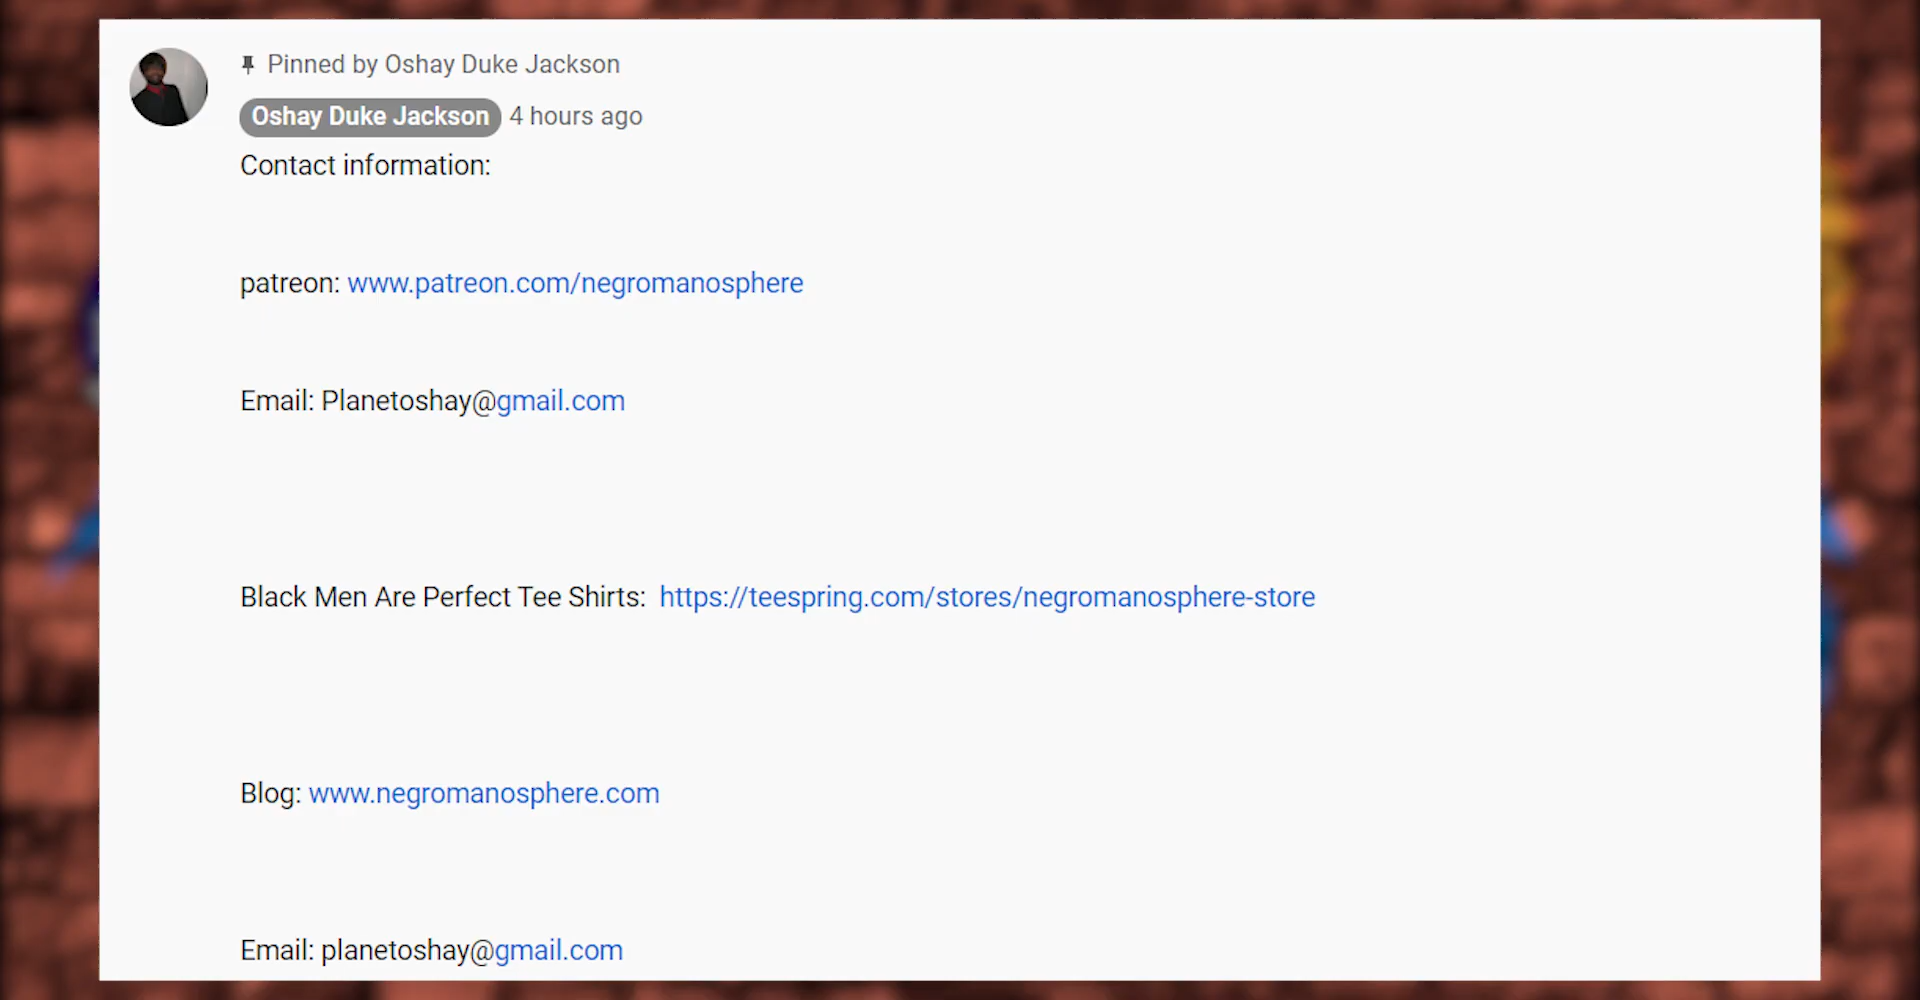 Pinned by Oshay Duke Jackson
Oshay Duke Jackson 4 hours ago
Contact information:
patreon: www.patreon.com/negromanosphere
Email: Planetoshay@gmail.com
Black Men Are Perfect Tee Shirts: https://teespring.com/stores/negromanosphere-store
Blog: www.negromanosphere.com
Email: planetoshay@gmail.com